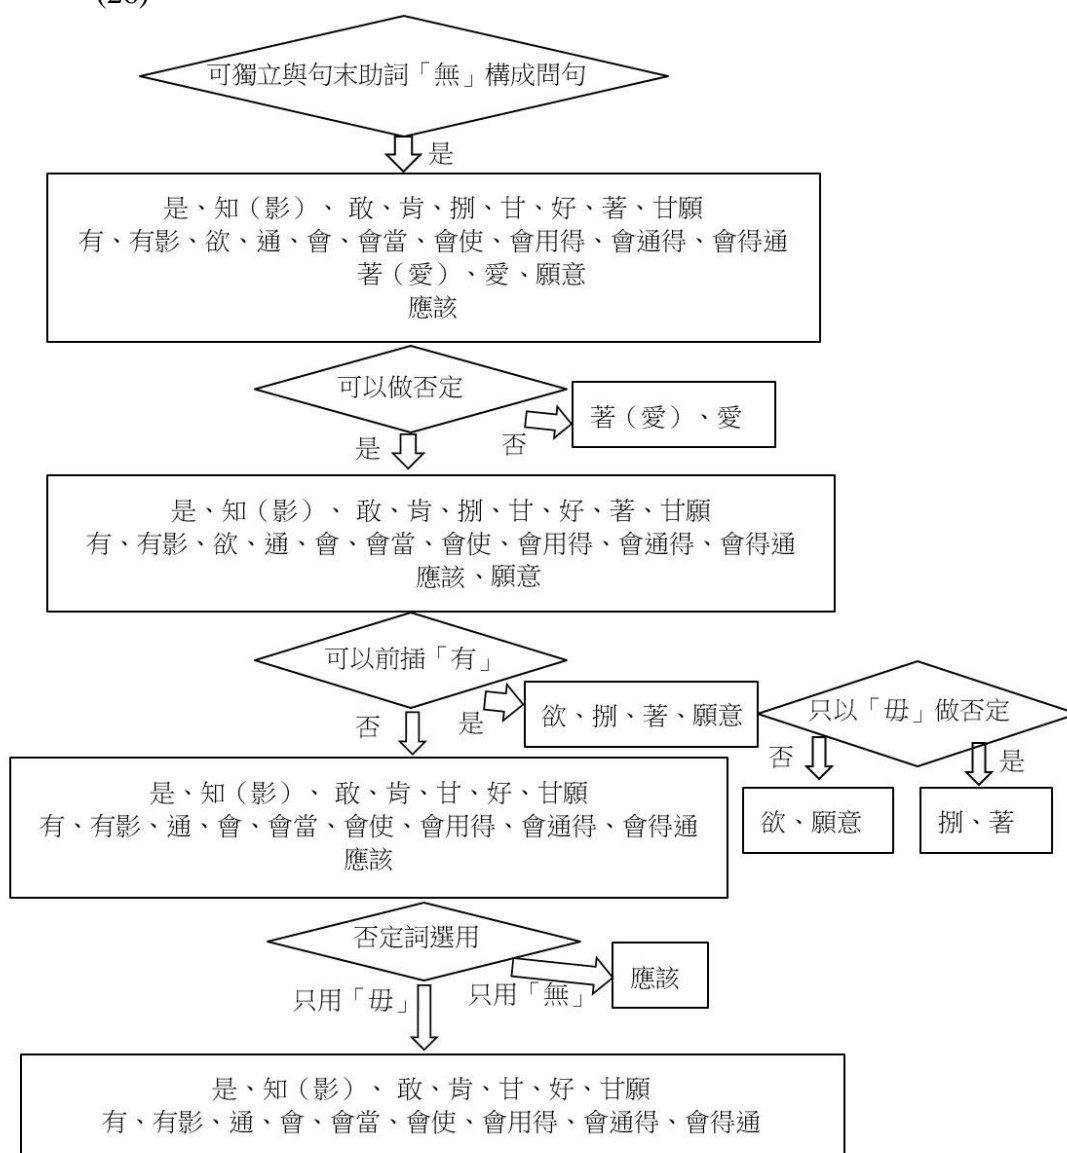 (26)
可獨立與句末助詞「無」構成問句
是
是、知（影）、 敢、肯、捌、甘、好、著、甘願
有、有影、欲、通、會、會當、會使、會用得、會通得、會得通
著（愛）、愛、願意
應該
可以做否定
是
否
著（愛）、愛
是、知（影）、 敢、肯、捌、甘、好、著、甘願
有、有影、欲、通、會、會當、會使、會用得、會通得、會得通
應該、願意
可以前插「有」
否
是
欲、捌、著、願意
只以「毋」做否定
否
是
欲、願意
捌、著
是、知（影）、 敢、肯、甘、好、甘願
有、有影、通、會、會當、會使、會用得、會通得、會得通
應該
否定詞選用
只用「毋」
只用「無」
應該
是、知（影）、 敢、肯、甘、好、甘願
有、有影、通、會、會當、會使、會用得、會通得、會得通